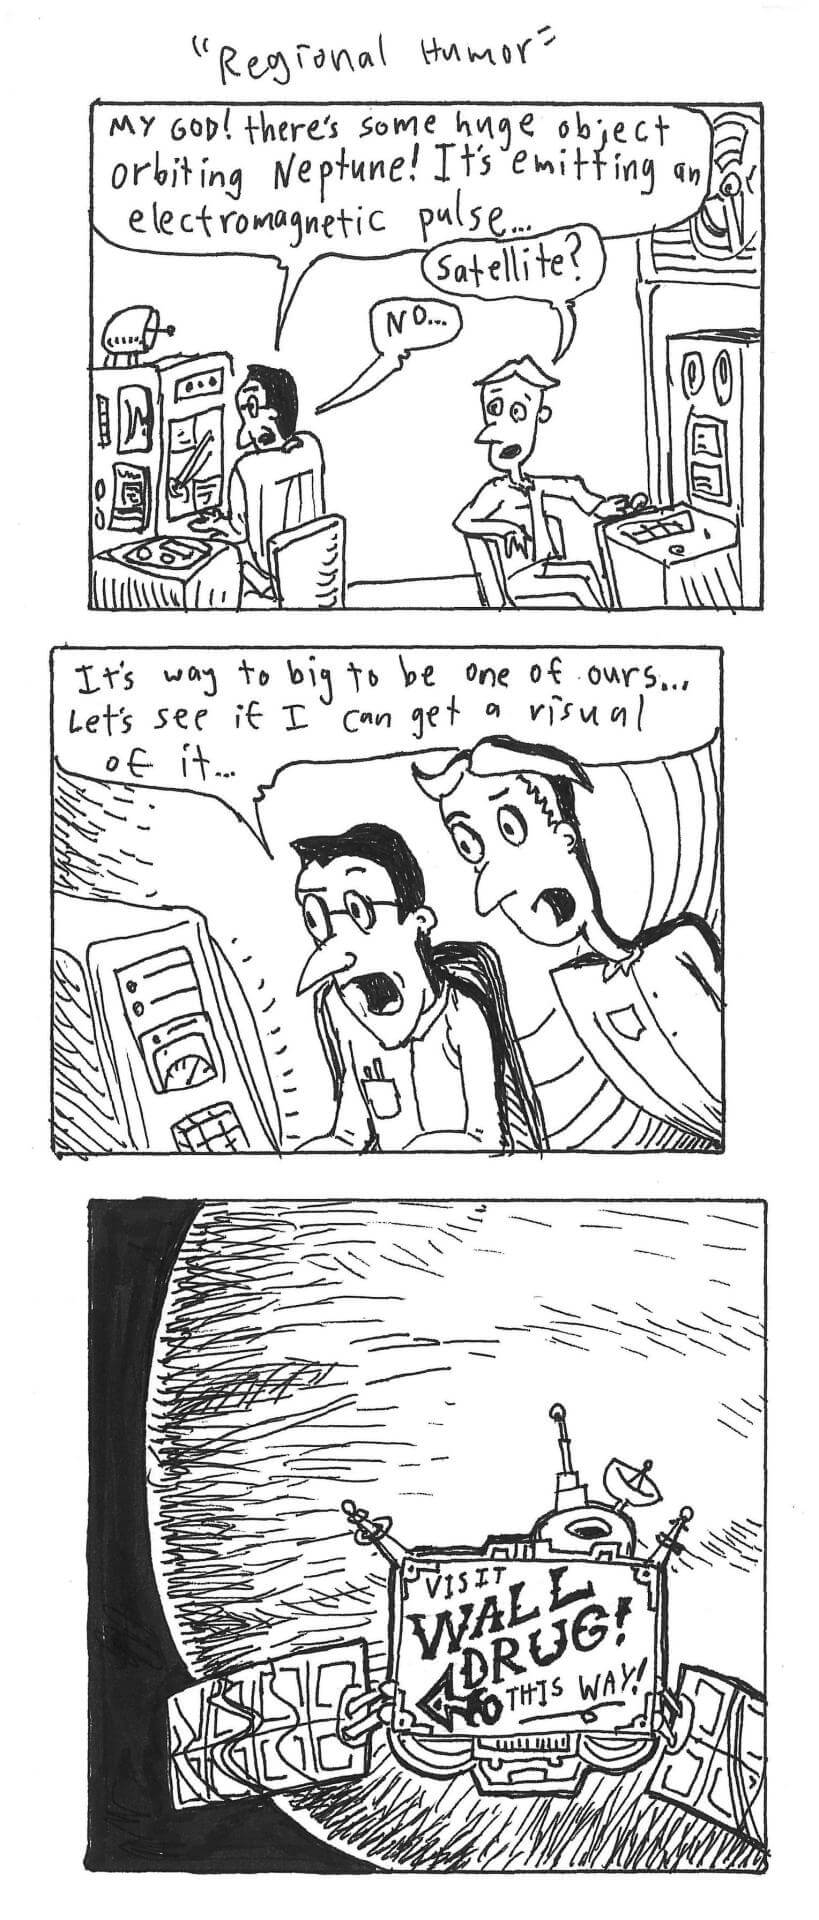 "Regional Humor"
MY GOD! there's some huge object
orbiting Neptune! It's emitting an
electromagnetic pulse...
Satellite?
NO...
It's way to big to be one of ours...
Let's see if I can get a visual
of it...
VISIT
WALL
DRUG!
THIS WAY!